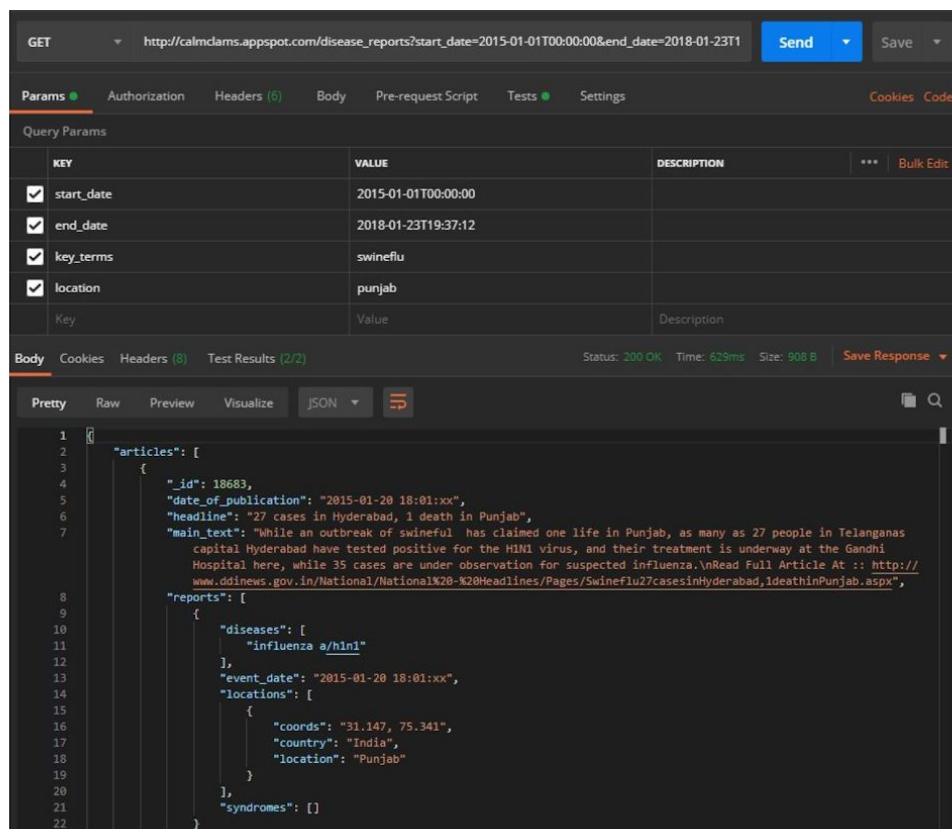 GET http://calmclams.appspot.com/disease_reports?start_date=2015-01-01T00:00:00&end_date=2018-01-23T1 Send Save
Params Authorization Headers (6) Body Pre-request Script Tests Settings Cookies Code
Query Params
KEY VALUE DESCRIPTION ••• Bulk Edit
start_date 2015-01-01T00:00:00
end_date 2018-01-23T19:37:12
key_terms swineflu
location punjab
Key Value Description
Body Cookies Headers (8) Test Results (2/2) Status: 200 OK Time: 629ms Size: 908 B Save Response
Pretty Raw Preview Visualize JSON
1 {
2 "articles": [
3 {
4 "_id": 18683,
5 "date_of_publication": "2015-01-20 18:01:xx",
6 "headline": "27 cases in Hyderabad, 1 death in Punjab",
7 "main_text": "While an outbreak of swineful  has claimed one life in Punjab, as many as 27 people in Telanganas
capital Hyderabad have tested positive for the H1N1 virus, and their treatment is underway at the Gandhi
Hospital here, while 35 cases are under observation for suspected influenza.\nRead Full Article At :: http://
www.ddinews.gov.in/National/National%20-%20Headlines/Pages/Swineflu27casesinHyderabad,1deathinPunjab.aspx",
8 "reports": [
9 {
10 "diseases": [
11 "influenza a/h1n1"
12 ],
13 "event_date": "2015-01-20 18:01:xx",
14 "locations": [
15 {
16 "coords": "31.147, 75.341",
17 "country": "India",
18 "location": "Punjab"
19 }
20 ],
21 "syndromes": []
22 }